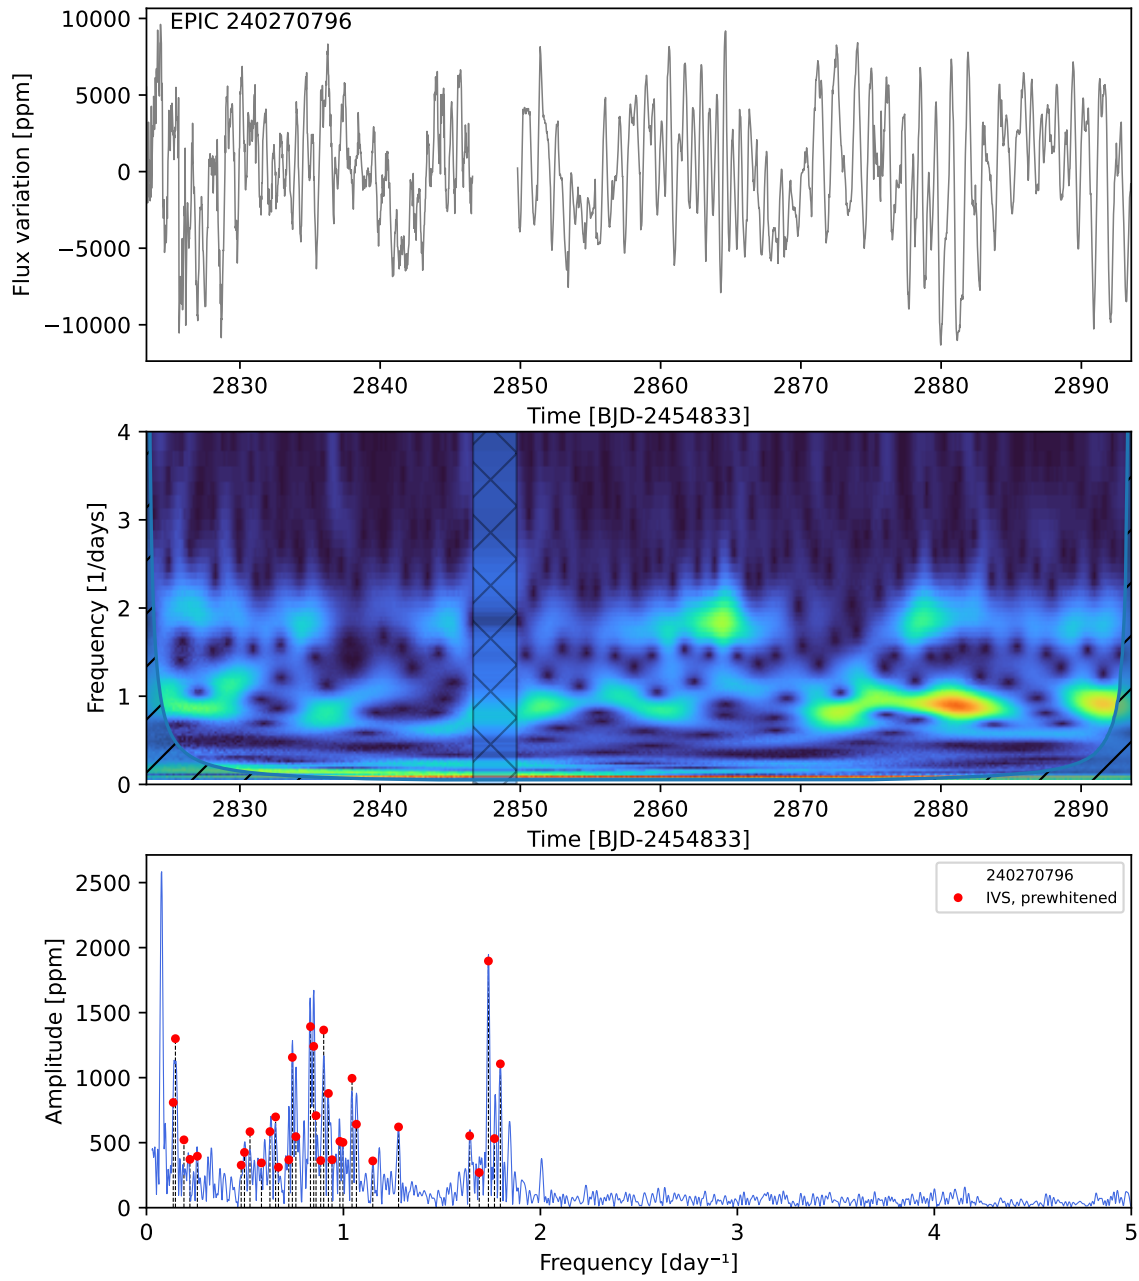 EPIC 240270796
10000
5000
0
−5000
−10000
Flux variation [ppm]
2830 2840 2850 2860 2870 2880 2890
Time [BJD-2454833]
4
3
2
1
0
Frequency [1/days]
2830 2840 2850 2860 2870 2880 2890
Time [BJD-2454833]
240270796
IVS, prewhitened
2500
2000
1500
1000
500
0
Amplitude [ppm]
0 1 2 3 4 5
Frequency [day⁻¹]